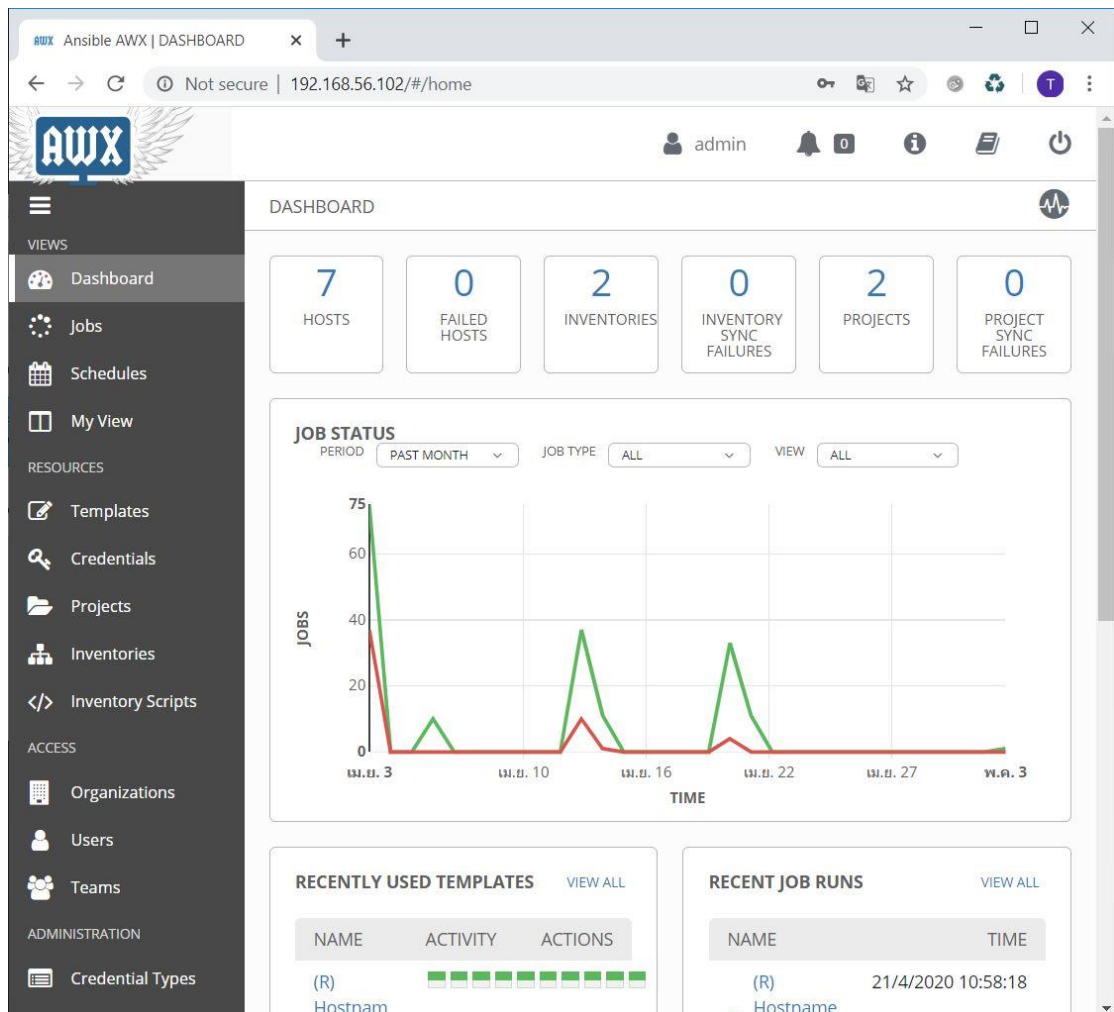 AWX Ansible AWX | DASHBOARD
Not secure | 192.168.56.102/#/home
T
AWX
admin
0
VIEWS
Dashboard
Jobs
Schedules
My View
RESOURCES
Templates
Credentials
Projects
Inventories
Inventory Scripts
ACCESS
Organizations
Users
Teams
ADMINISTRATION
Credential Types
DASHBOARD
7
HOSTS
0
FAILED
HOSTS
2
INVENTORIES
0
INVENTORY
SYNC
FAILURES
2
PROJECTS
0
PROJECT
SYNC
FAILURES
JOB STATUS
PERIOD PAST MONTH JOB TYPE ALL VIEW ALL
75
60
40
20
0
JOBS
เม.ย. 3 เม.ย. 10 เม.ย. 16 เม.ย. 22 เม.ย. 27 พ.ค. 3
TIME
RECENTLY USED TEMPLATES VIEW ALL
NAME ACTIVITY ACTIONS
(R)
Hostnam
RECENT JOB RUNS VIEW ALL
NAME TIME
(R) 21/4/2020 10:58:18
Hostname